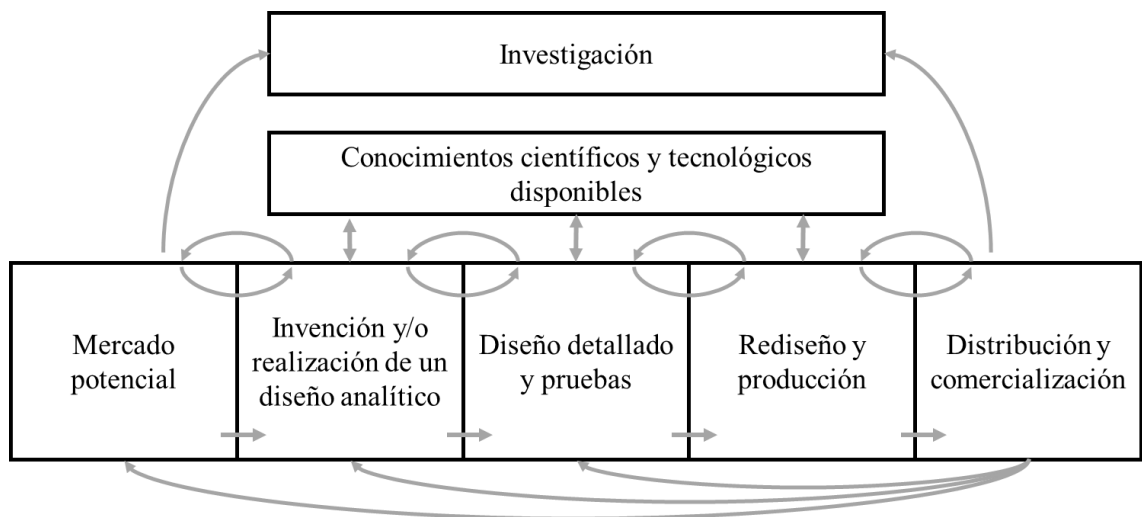 Investigación
Conocimientos científicos y tecnológicos
disponibles
Mercado
potencial
Invención y/o
realización de un
diseño analítico
Diseño detallado
y pruebas
Rediseño y
producción
Distribución y
comercialización